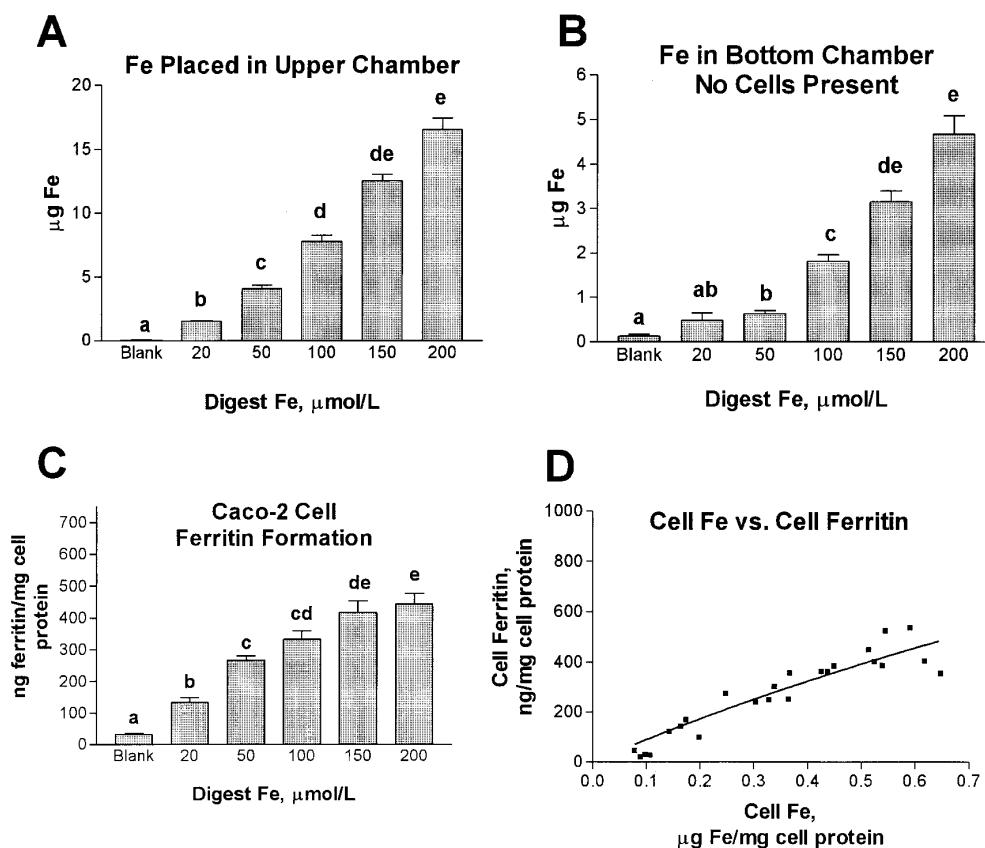 A
Fe Placed in Upper Chamber
20
15
10
5
0
μg Fe
a
b
c
d
de
e
Blank 20 50 100 150 200
Digest Fe, μmol/L
B
Fe in Bottom Chamber
No Cells Present
6
5
4
3
2
1
0
μg Fe
a
ab
b
c
de
e
Blank 20 50 100 150 200
Digest Fe, μmol/L
C
Caco-2 Cell
Ferritin Formation
700
600
500
400
300
200
100
0
ng ferritin/mg cell
protein
a
b
c
cd
de
e
Blank 20 50 100 150 200
Digest Fe, μmol/L
D
Cell Fe vs. Cell Ferritin
1000
800
600
400
200
0
Cell Ferritin,
ng/mg cell protein
0.0 0.1 0.2 0.3 0.4 0.5 0.6 0.7
Cell Fe,
μg Fe/mg cell protein